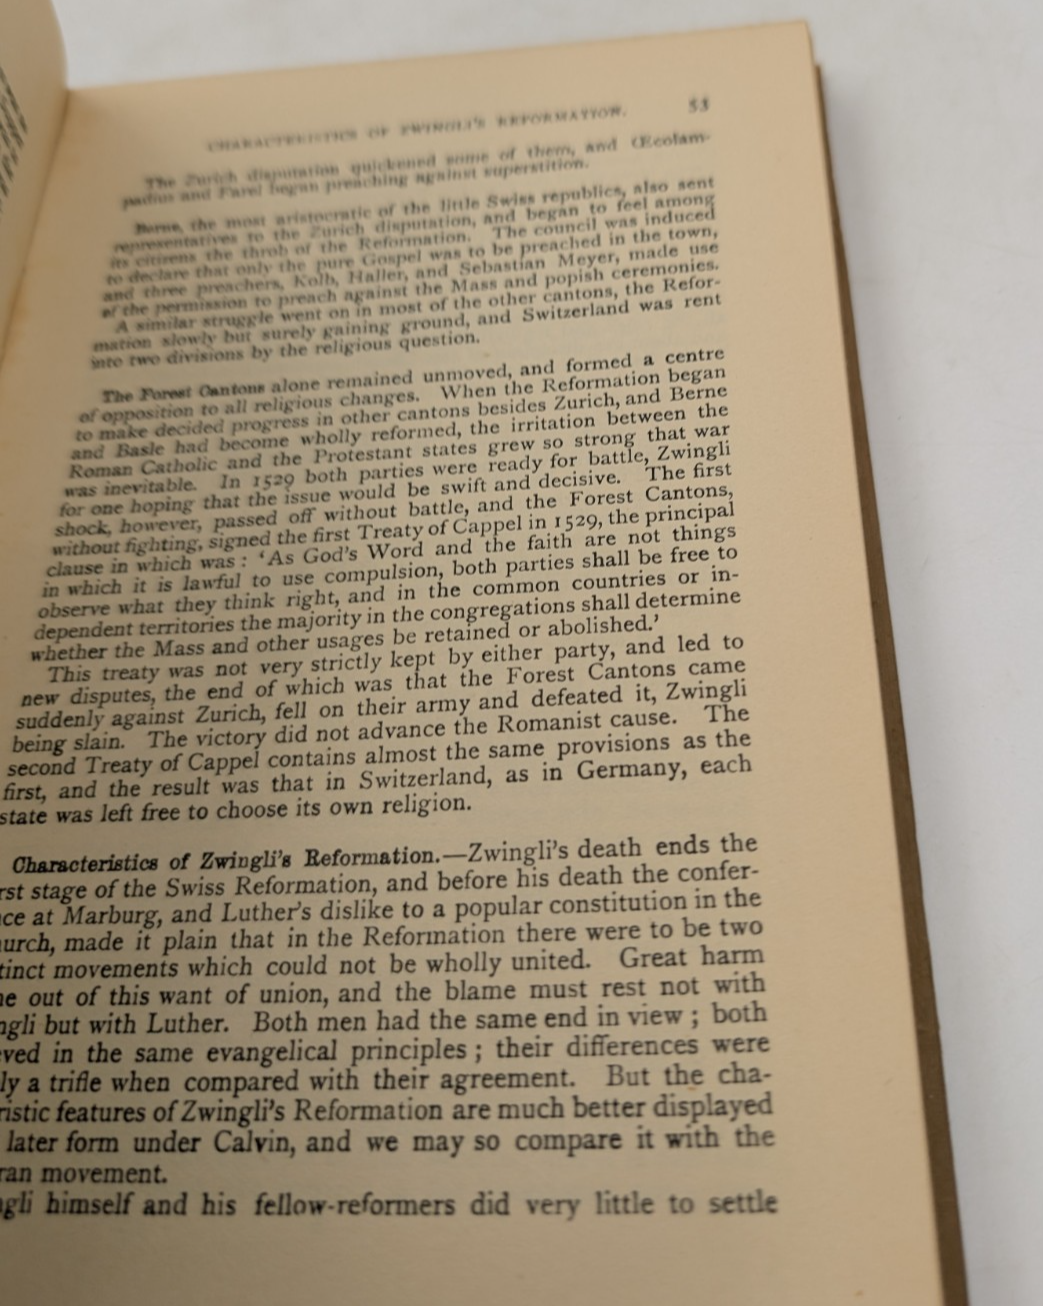 CHARACTERISTICS OF ZWINGLI'S REFORMATION. 53
The Zurich disputation quickened some of them, and Œcolam-
padius and Farel began preaching against superstition.
Berne, the most aristocratic of the little Swiss republics, also sent
representatives to the Zurich disputation, and began to feel among
its citizens the throb of the Reformation. The council was induced
to declare that only the pure Gospel was to be preached in the town,
and three preachers, Kolb, Haller, and Sebastian Meyer, made use
of the permission to preach against the Mass and popish ceremonies.
A similar struggle went on in most of the other cantons, the Refor-
mation slowly but surely gaining ground, and Switzerland was rent
into two divisions by the religious question.
The Forest Cantons alone remained unmoved, and formed a centre
of opposition to all religious changes. When the Reformation began
to make decided progress in other cantons besides Zurich, and Berne
and Basle had become wholly reformed, the irritation between the
Roman Catholic and the Protestant states grew so strong that war
was inevitable. In 1529 both parties were ready for battle, Zwingli
for one hoping that the issue would be swift and decisive. The first
shock, however, passed off without battle, and the Forest Cantons,
without fighting, signed the first Treaty of Cappel in 1529, the principal
clause in which was: 'As God's Word and the faith are not things
in which it is lawful to use compulsion, both parties shall be free to
observe what they think right, and in the common countries or in-
dependent territories the majority in the congregations shall determine
whether the Mass and other usages be retained or abolished.'
This treaty was not very strictly kept by either party, and led to
new disputes, the end of which was that the Forest Cantons came
suddenly against Zurich, fell on their army and defeated it, Zwingli
being slain. The victory did not advance the Romanist cause. The
second Treaty of Cappel contains almost the same provisions as the
first, and the result was that in Switzerland, as in Germany, each
state was left free to choose its own religion.
Characteristics of Zwingli's Reformation.—Zwingli's death ends the
rst stage of the Swiss Reformation, and before his death the confer-
ce at Marburg, and Luther's dislike to a popular constitution in the
urch, made it plain that in the Reformation there were to be two
tinct movements which could not be wholly united. Great harm
ne out of this want of union, and the blame must rest not with
ngli but with Luther. Both men had the same end in view; both
ved in the same evangelical principles; their differences were
ly a trifle when compared with their agreement. But the cha-
ristic features of Zwingli's Reformation are much better displayed
later form under Calvin, and we may so compare it with the
ran movement.
gli himself and his fellow-reformers did very little to settle